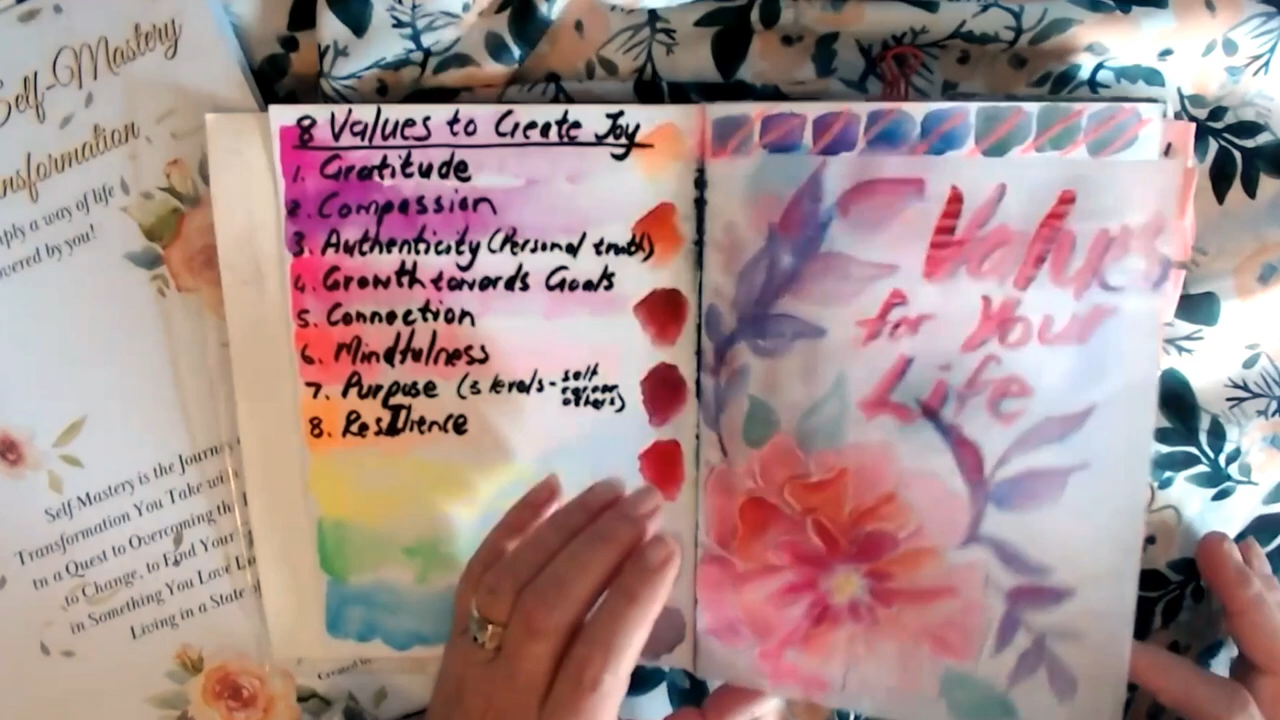 Self-Mastery
nsformation
ply a way of life
vered by you!
Self-Mastery is the Journey
Transformation You Take wi
in a Quest to Overcoming the
to Change, to Find Your
in Something You Love
Living in a State
8 Values to Create Joy
1. Gratitude
2. Compassion
3. Authenticity (Personal truth)
4. Growth towards Goals
5. Connection
6. Mindfulness
7. Purpose (3 levels - self
career
others)
8. Resilience
Created by
Values
for Your
Life